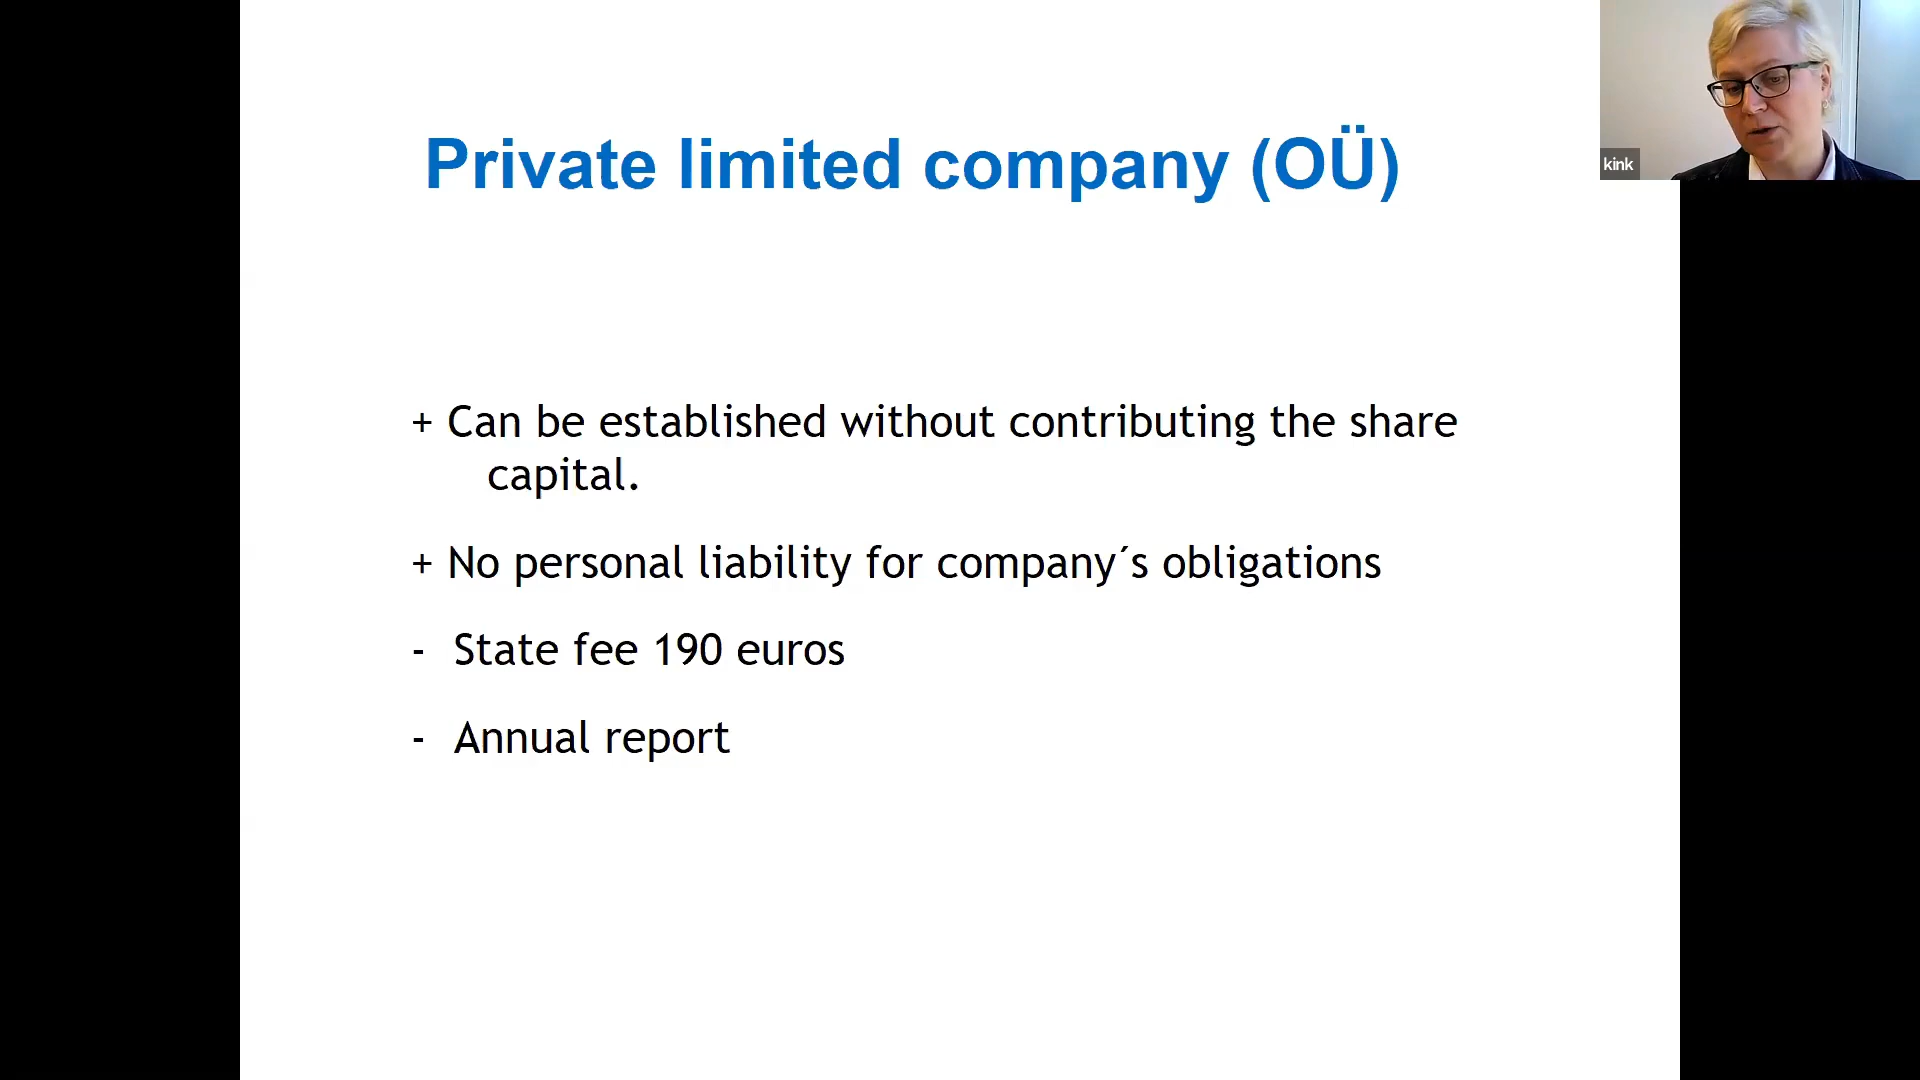 Private limited company (OÜ)
kink
+ Can be established without contributing the share
capital.
+ No personal liability for company´s obligations
- State fee 190 euros
- Annual report